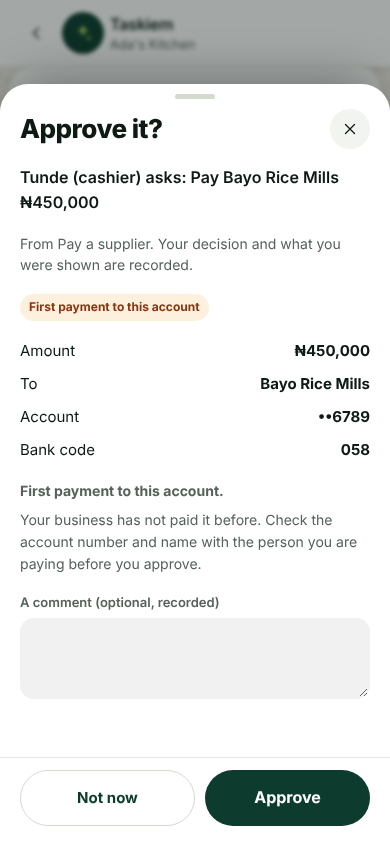 Taskiem
Ada's Kitchen
Approve it?
Tunde (cashier) asks: Pay Bayo Rice Mills
₦450,000
From Pay a supplier. Your decision and what you
were shown are recorded.
First payment to this account
Amount ₦450,000
To Bayo Rice Mills
Account ••6789
Bank code 058
First payment to this account.
Your business has not paid it before. Check the
account number and name with the person you are
paying before you approve.
A comment (optional, recorded)
Not now Approve